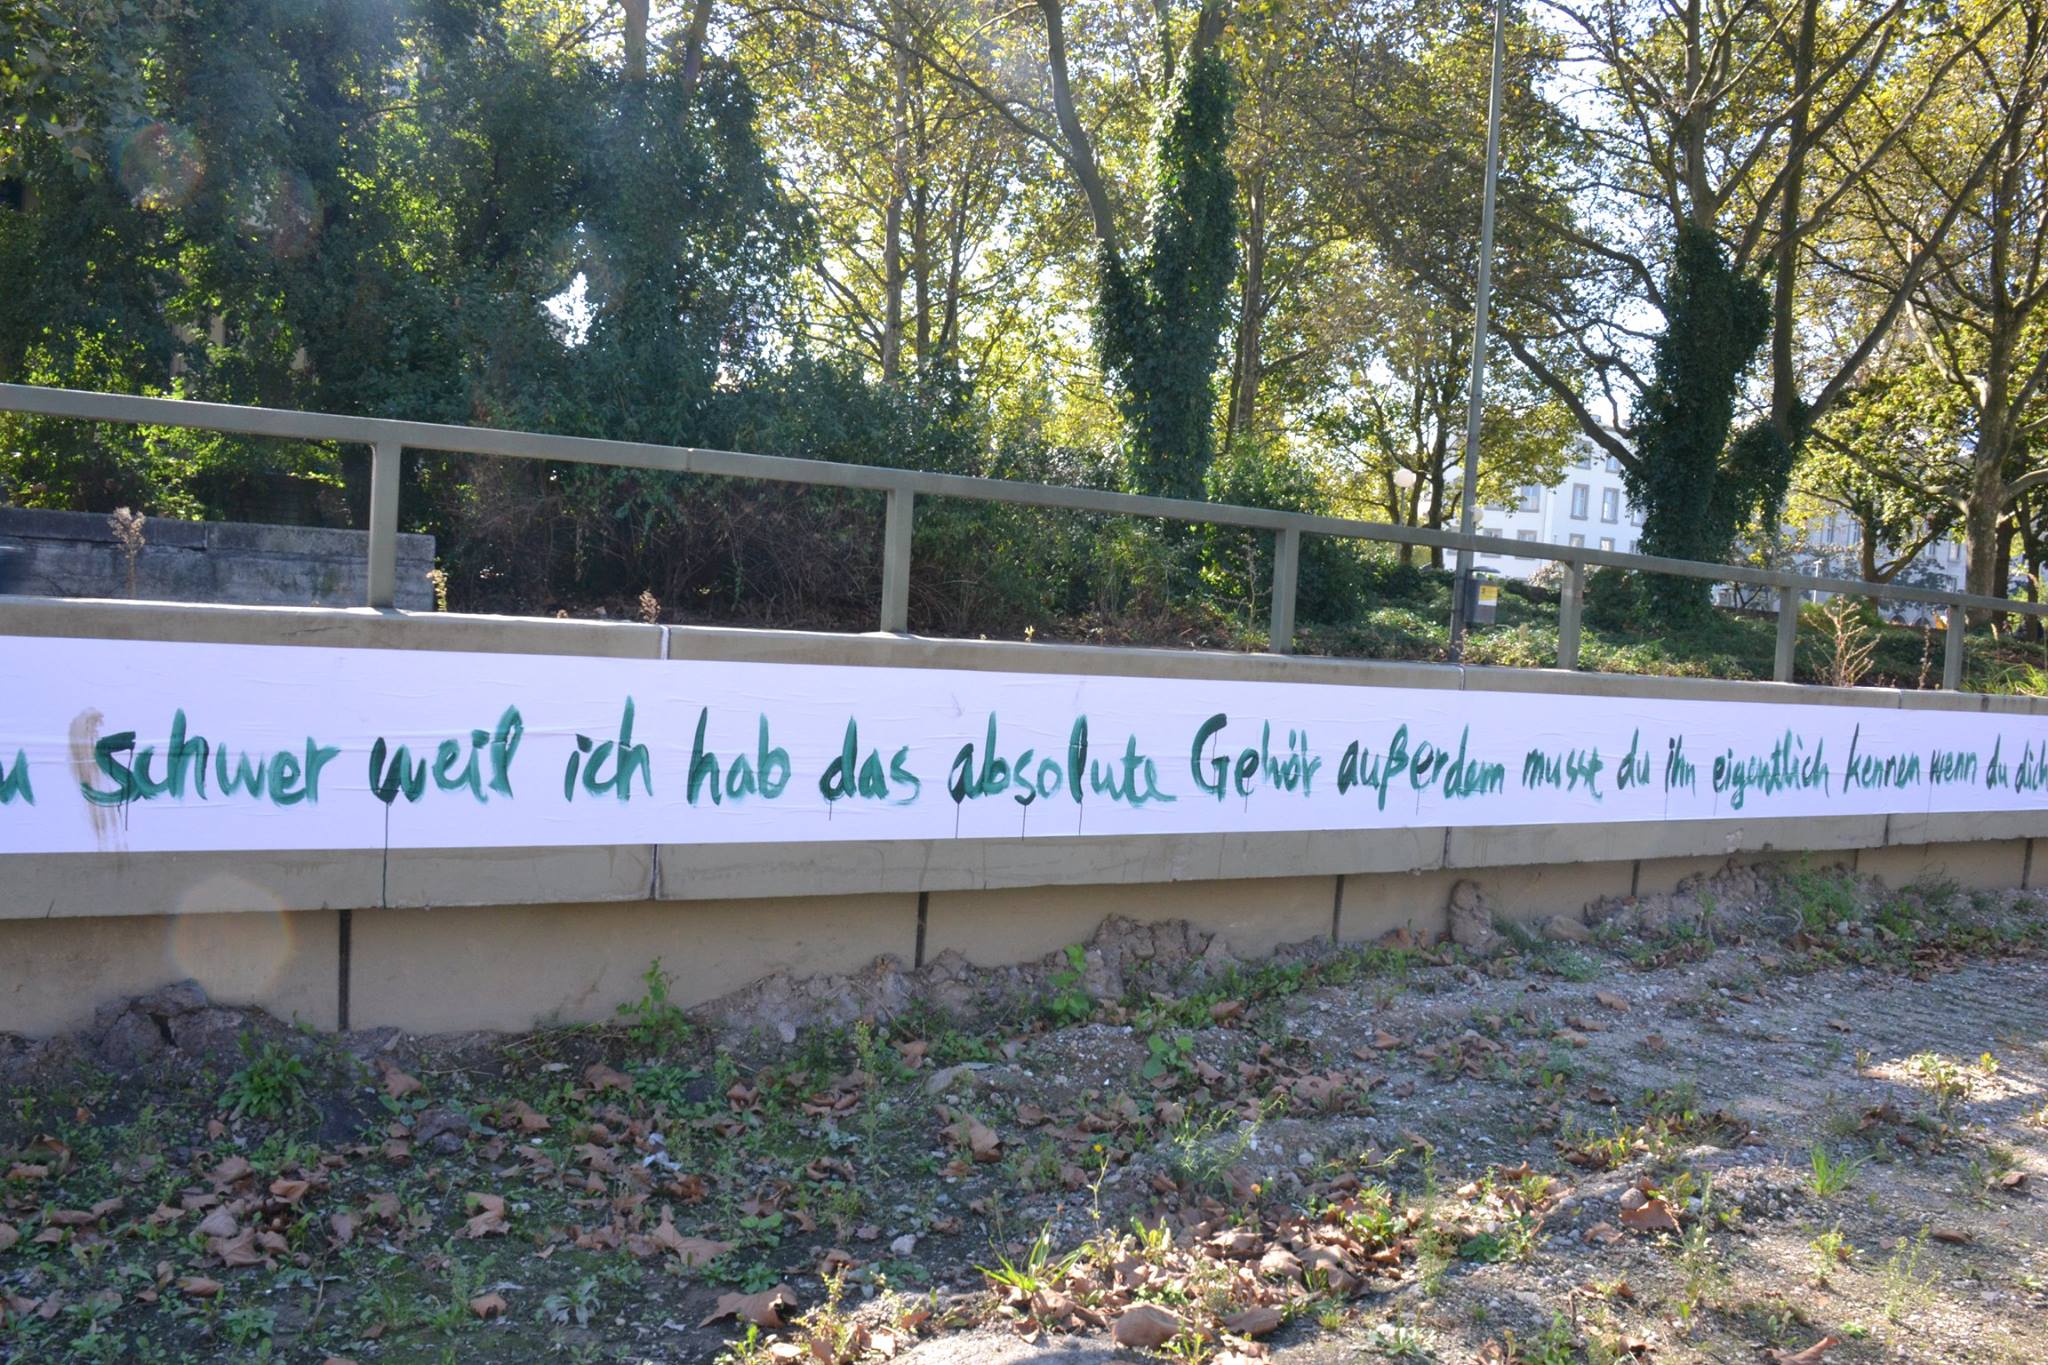 u schwer weil ich hab das absolute Gehör außerdem musst du ihn eigentlich kennen wenn du dich